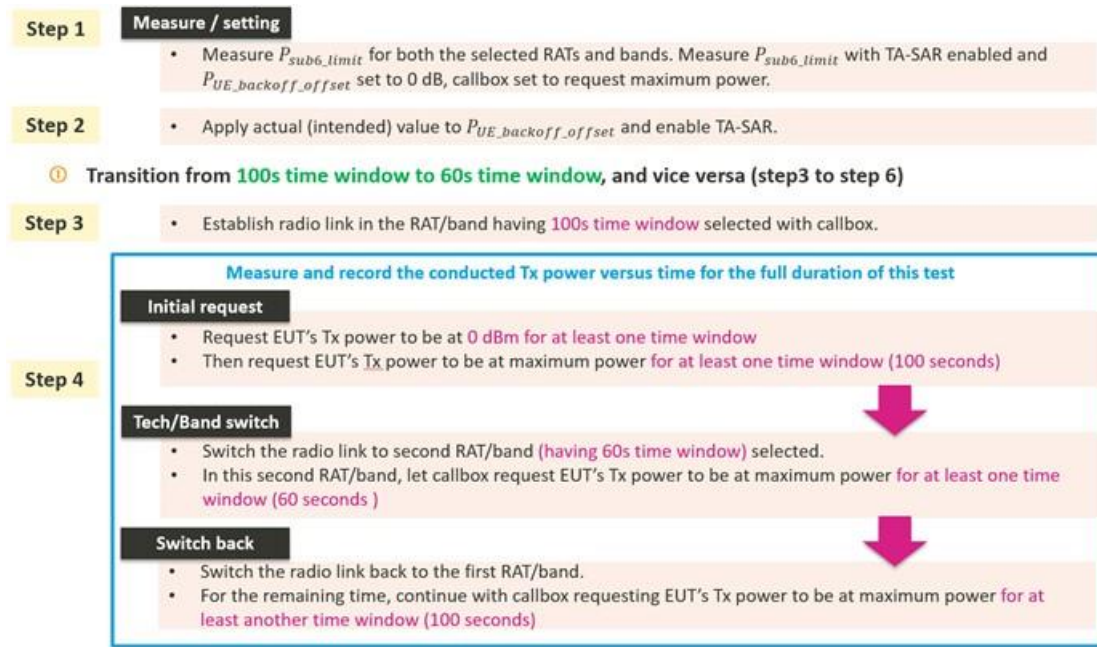 Step 1
Measure / setting
• Measure P_sub6_limit for both the selected RATs and bands. Measure P_sub6_limit with TA-SAR enabled and
P_UE_backoff_offset set to 0 dB, callbox set to request maximum power.
Step 2
• Apply actual (intended) value to P_UE_backoff_offset and enable TA-SAR.
① Transition from 100s time window to 60s time window, and vice versa (step3 to step 6)
Step 3
• Establish radio link in the RAT/band having 100s time window selected with callbox.
Measure and record the conducted Tx power versus time for the full duration of this test
Step 4
Initial request
• Request EUT's Tx power to be at 0 dBm for at least one time window
• Then request EUT's Tx power to be at maximum power for at least one time window (100 seconds)
Tech/Band switch
• Switch the radio link to second RAT/band (having 60s time window) selected.
• In this second RAT/band, let callbox request EUT's Tx power to be at maximum power for at least one time
window (60 seconds )
Switch back
• Switch the radio link back to the first RAT/band.
• For the remaining time, continue with callbox requesting EUT's Tx power to be at maximum power for at
least another time window (100 seconds)